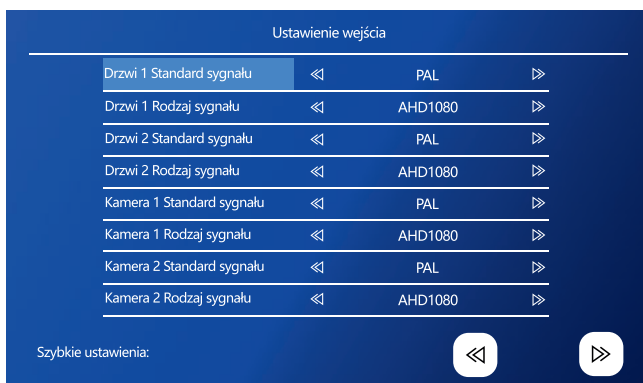 Ustawienie wejścia
Drzwi 1 Standard sygnału PAL
Drzwi 1 Rodzaj sygnału AHD1080
Drzwi 2 Standard sygnału PAL
Drzwi 2 Rodzaj sygnału AHD1080
Kamera 1 Standard sygnału PAL
Kamera 1 Rodzaj sygnału AHD1080
Kamera 2 Standard sygnału PAL
Kamera 2 Rodzaj sygnału AHD1080
Szybkie ustawienia: